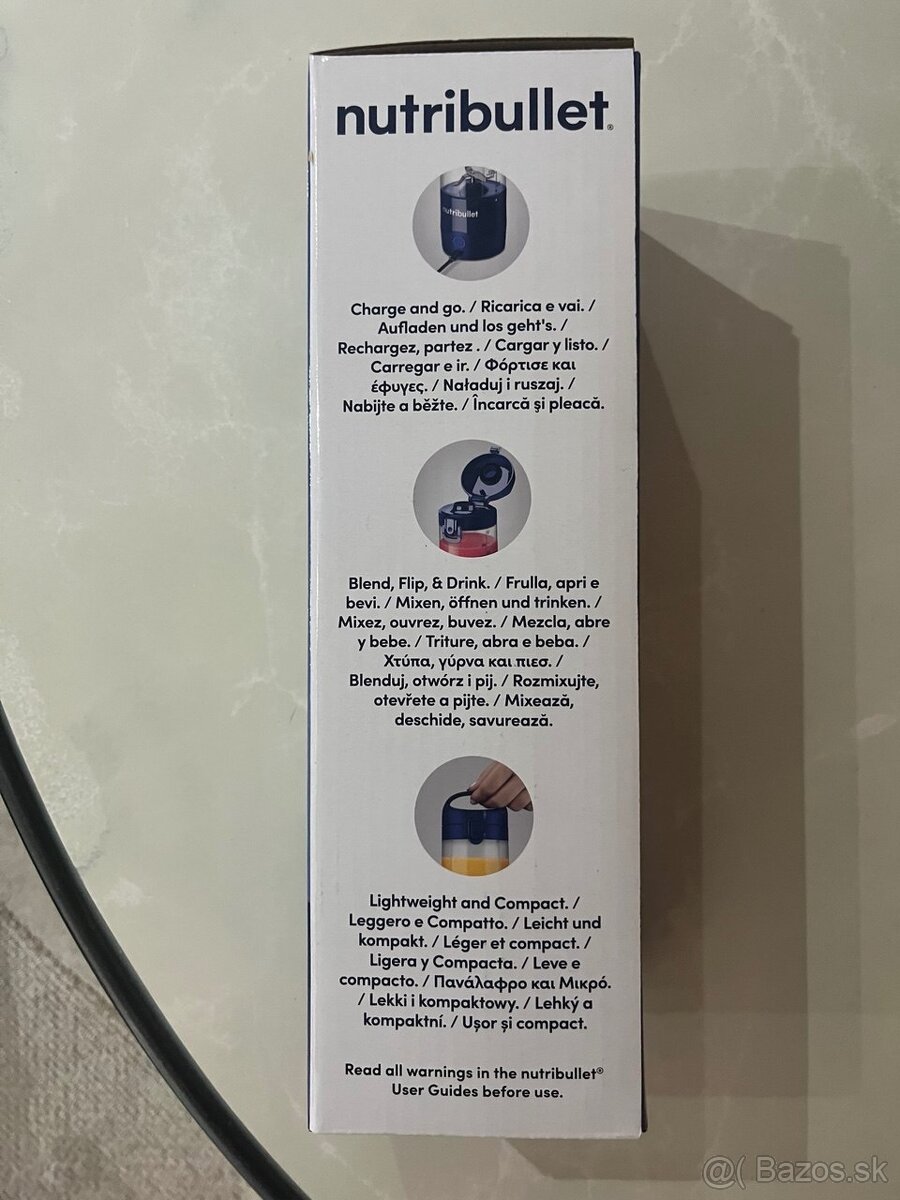 nutribullet®
nutribullet
Charge and go. / Ricarica e vai. /
Aufladen und los geht's. /
Rechargez, partez . / Cargar y listo. /
Carregar e ir. / Φόρτισε και
έφυγες. / Naładuj i ruszaj. /
Nabijte a běžte. / Încarcă şi pleacă.
Blend, Flip, & Drink. / Frulla, apri e
bevi. / Mixen, öffnen und trinken. /
Mixez, ouvrez, buvez. / Mezcla, abre
y bebe. / Triture, abra e beba. /
Χτύπα, γύρνα και πιεσ. /
Blenduj, otwórz i pij. / Rozmixujte,
otevřete a pijte. / Mixează,
deschide, savurează.
Lightweight and Compact. /
Leggero e Compatto. / Leicht und
kompakt. / Léger et compact. /
Ligera y Compacta. / Leve e
compacto. / Πανάλαφρο και Μικρό.
/ Lekki i kompaktowy. / Lehký a
kompaktní. / Ușor și compact.
Read all warnings in the nutribullet®
User Guides before use.
@( Bazos.sk